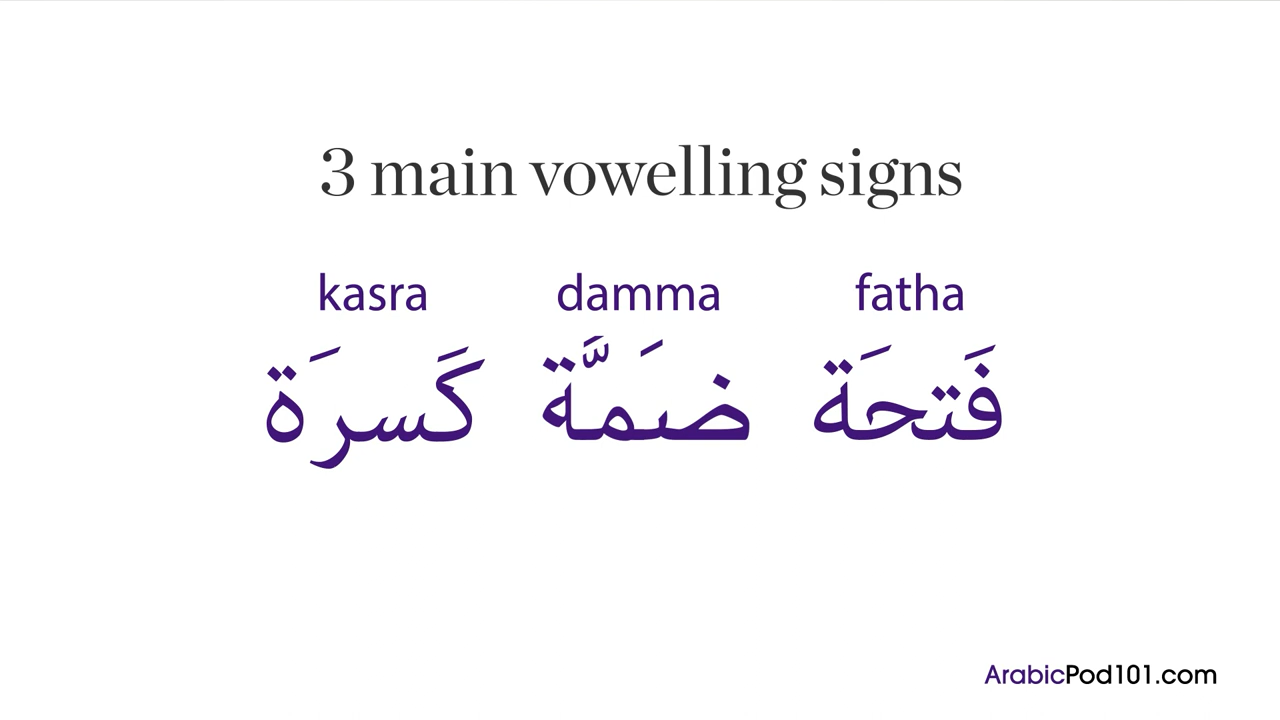 3 main vowelling signs
kasra damma fatha
فَتحَة ضَمَّة كَسرَة
ArabicPod101.com